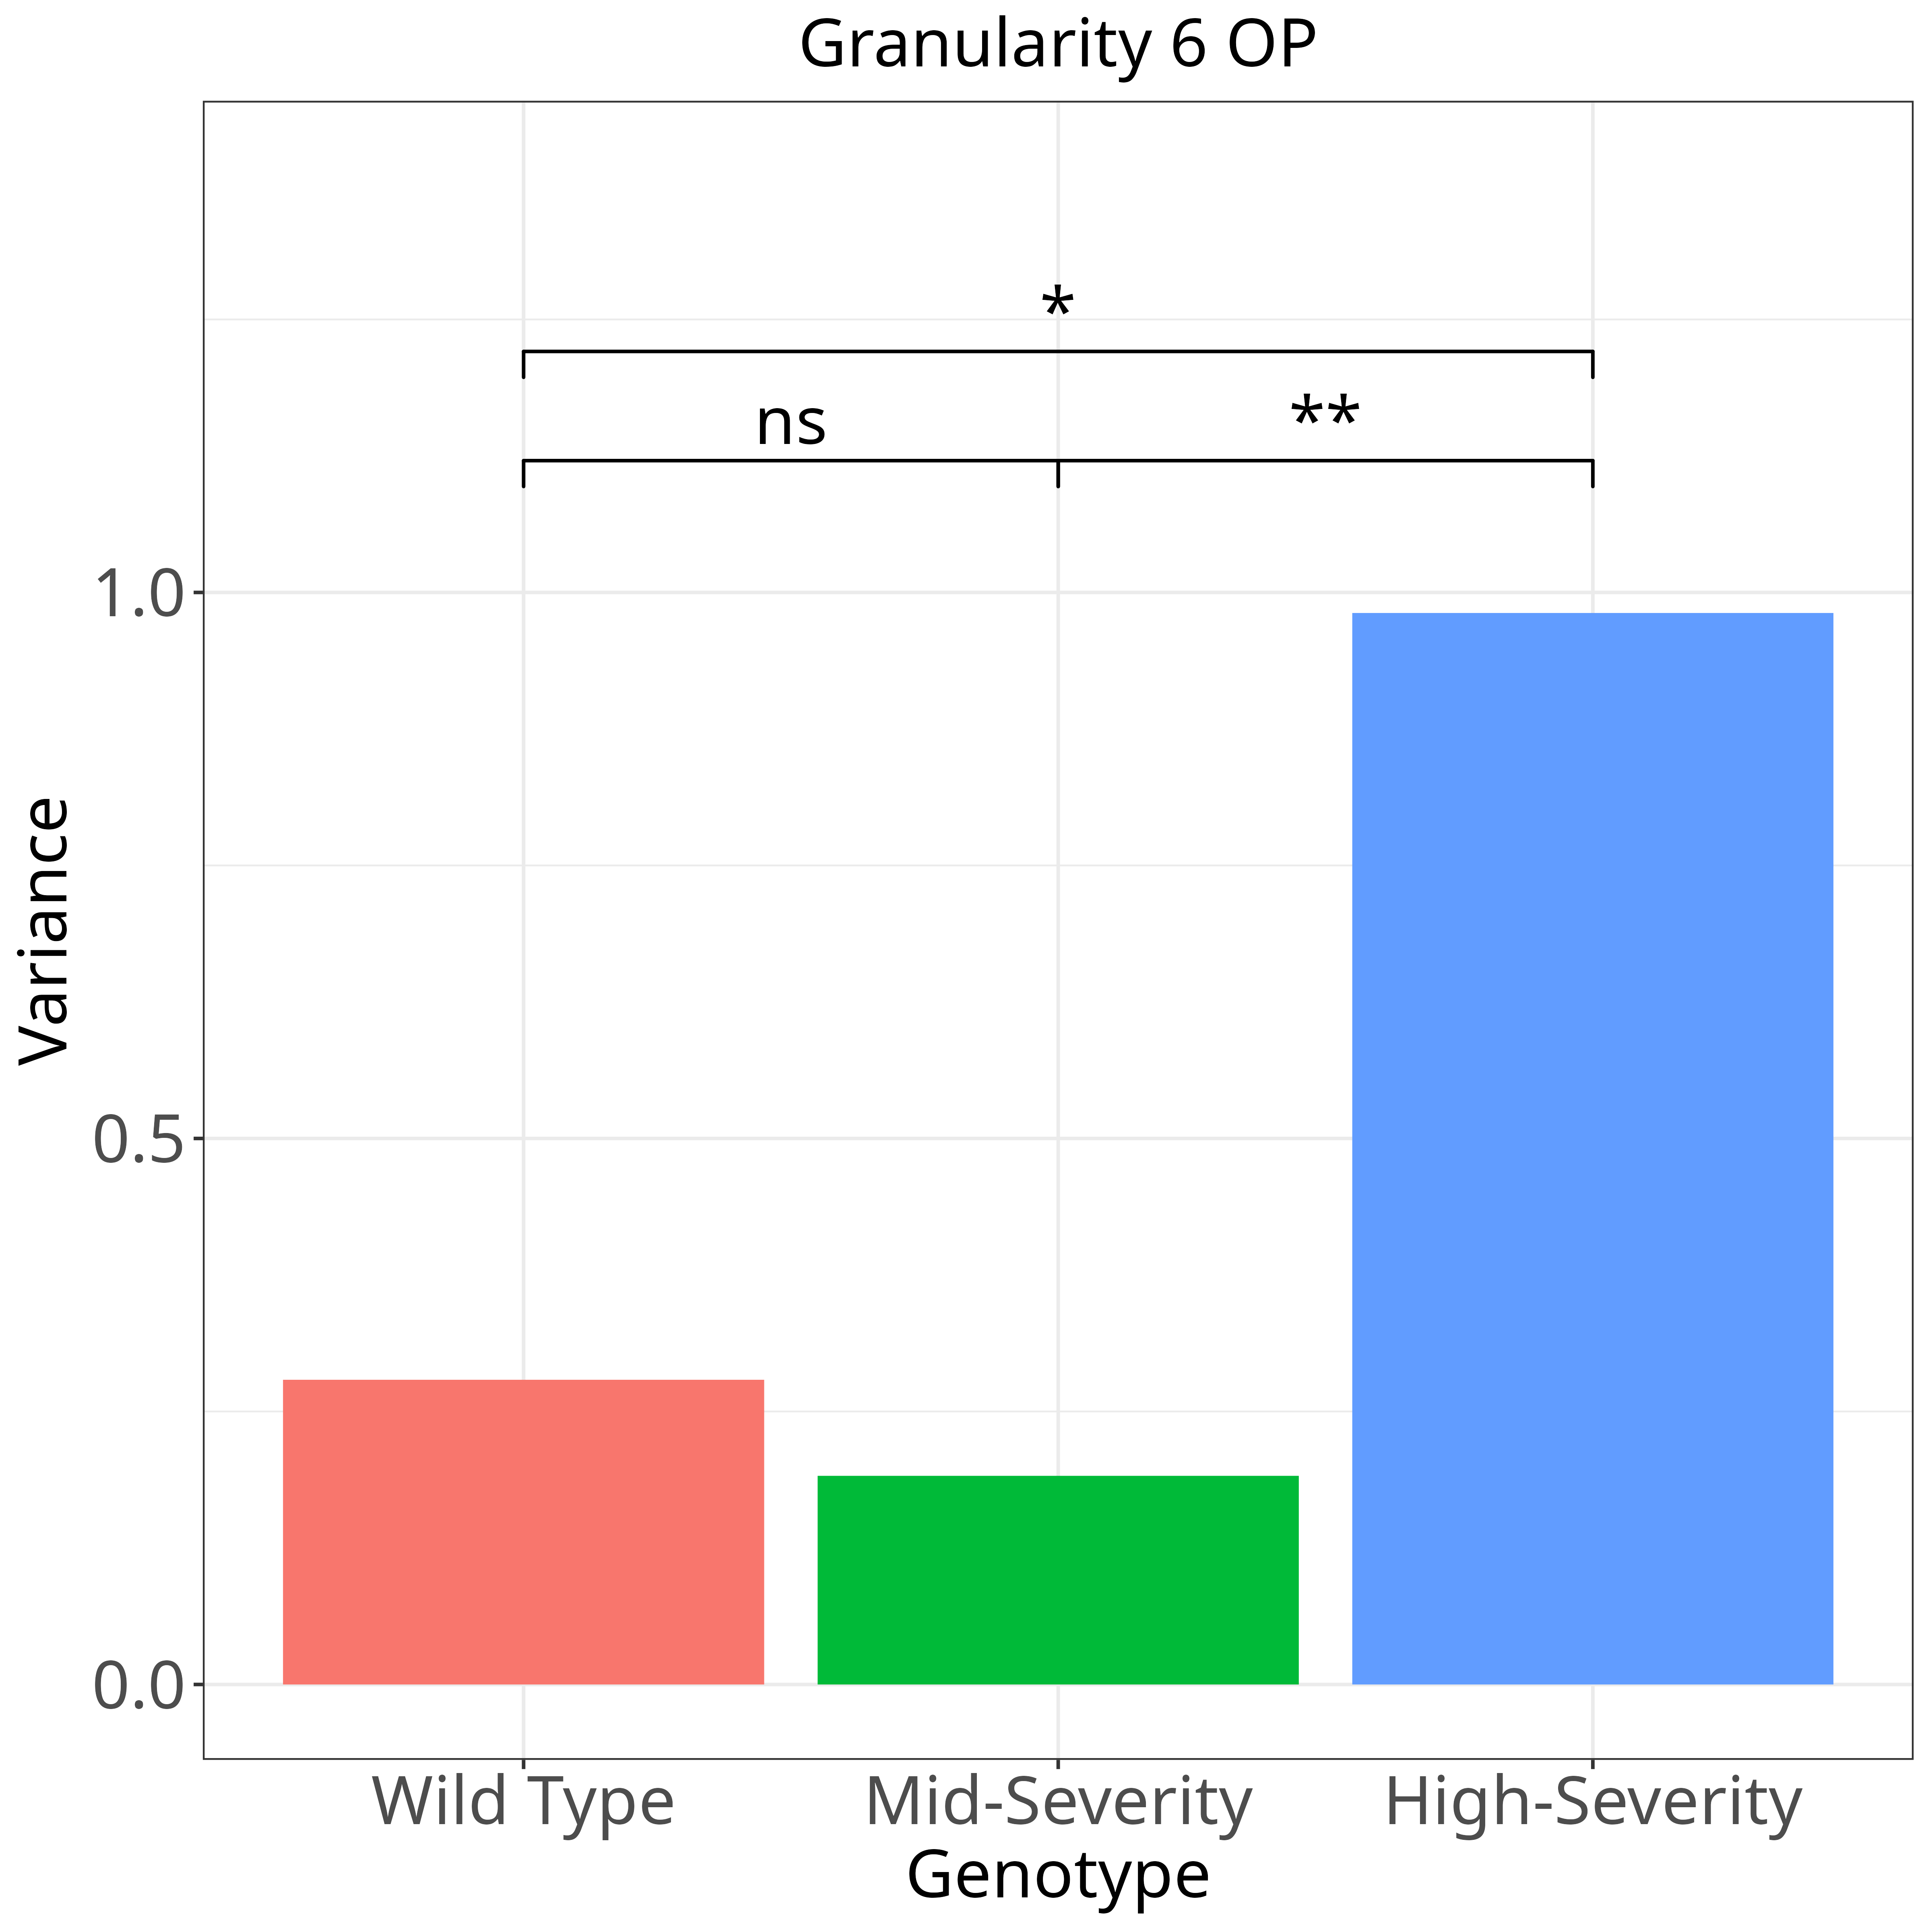 Granularity 6 OP
*
ns **
1.0
0.5
0.0
Variance
Wild Type Mid-Severity High-Severity
Genotype